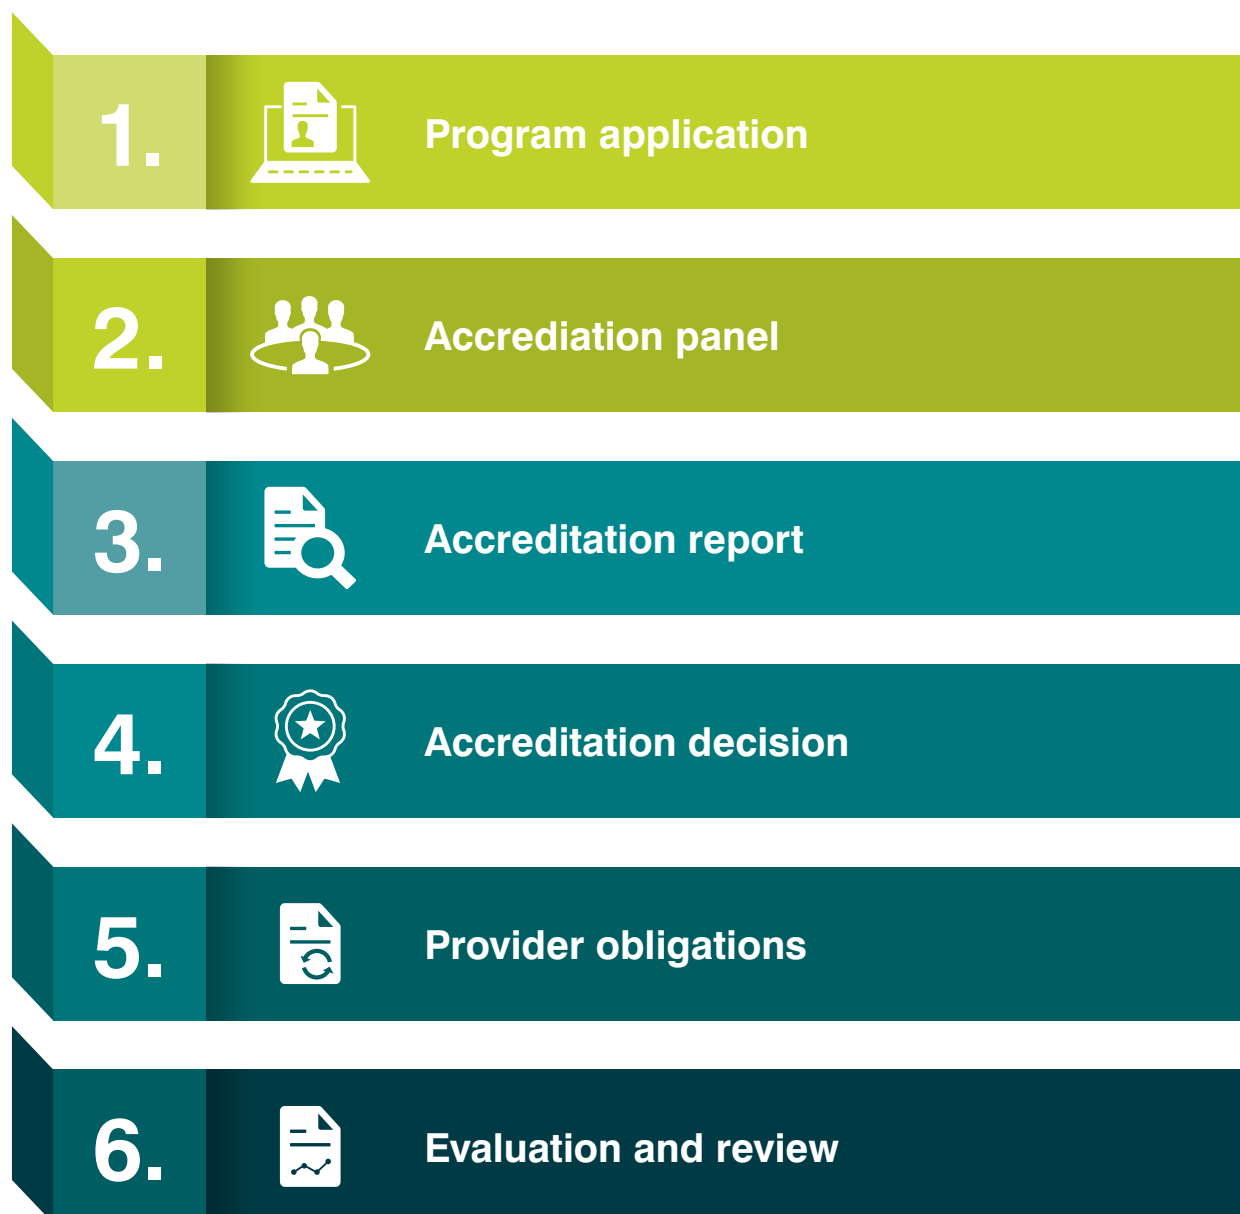 1. Program application
2. Accrediation panel
3. Accreditation report
4. Accreditation decision
5. Provider obligations
6. Evaluation and review